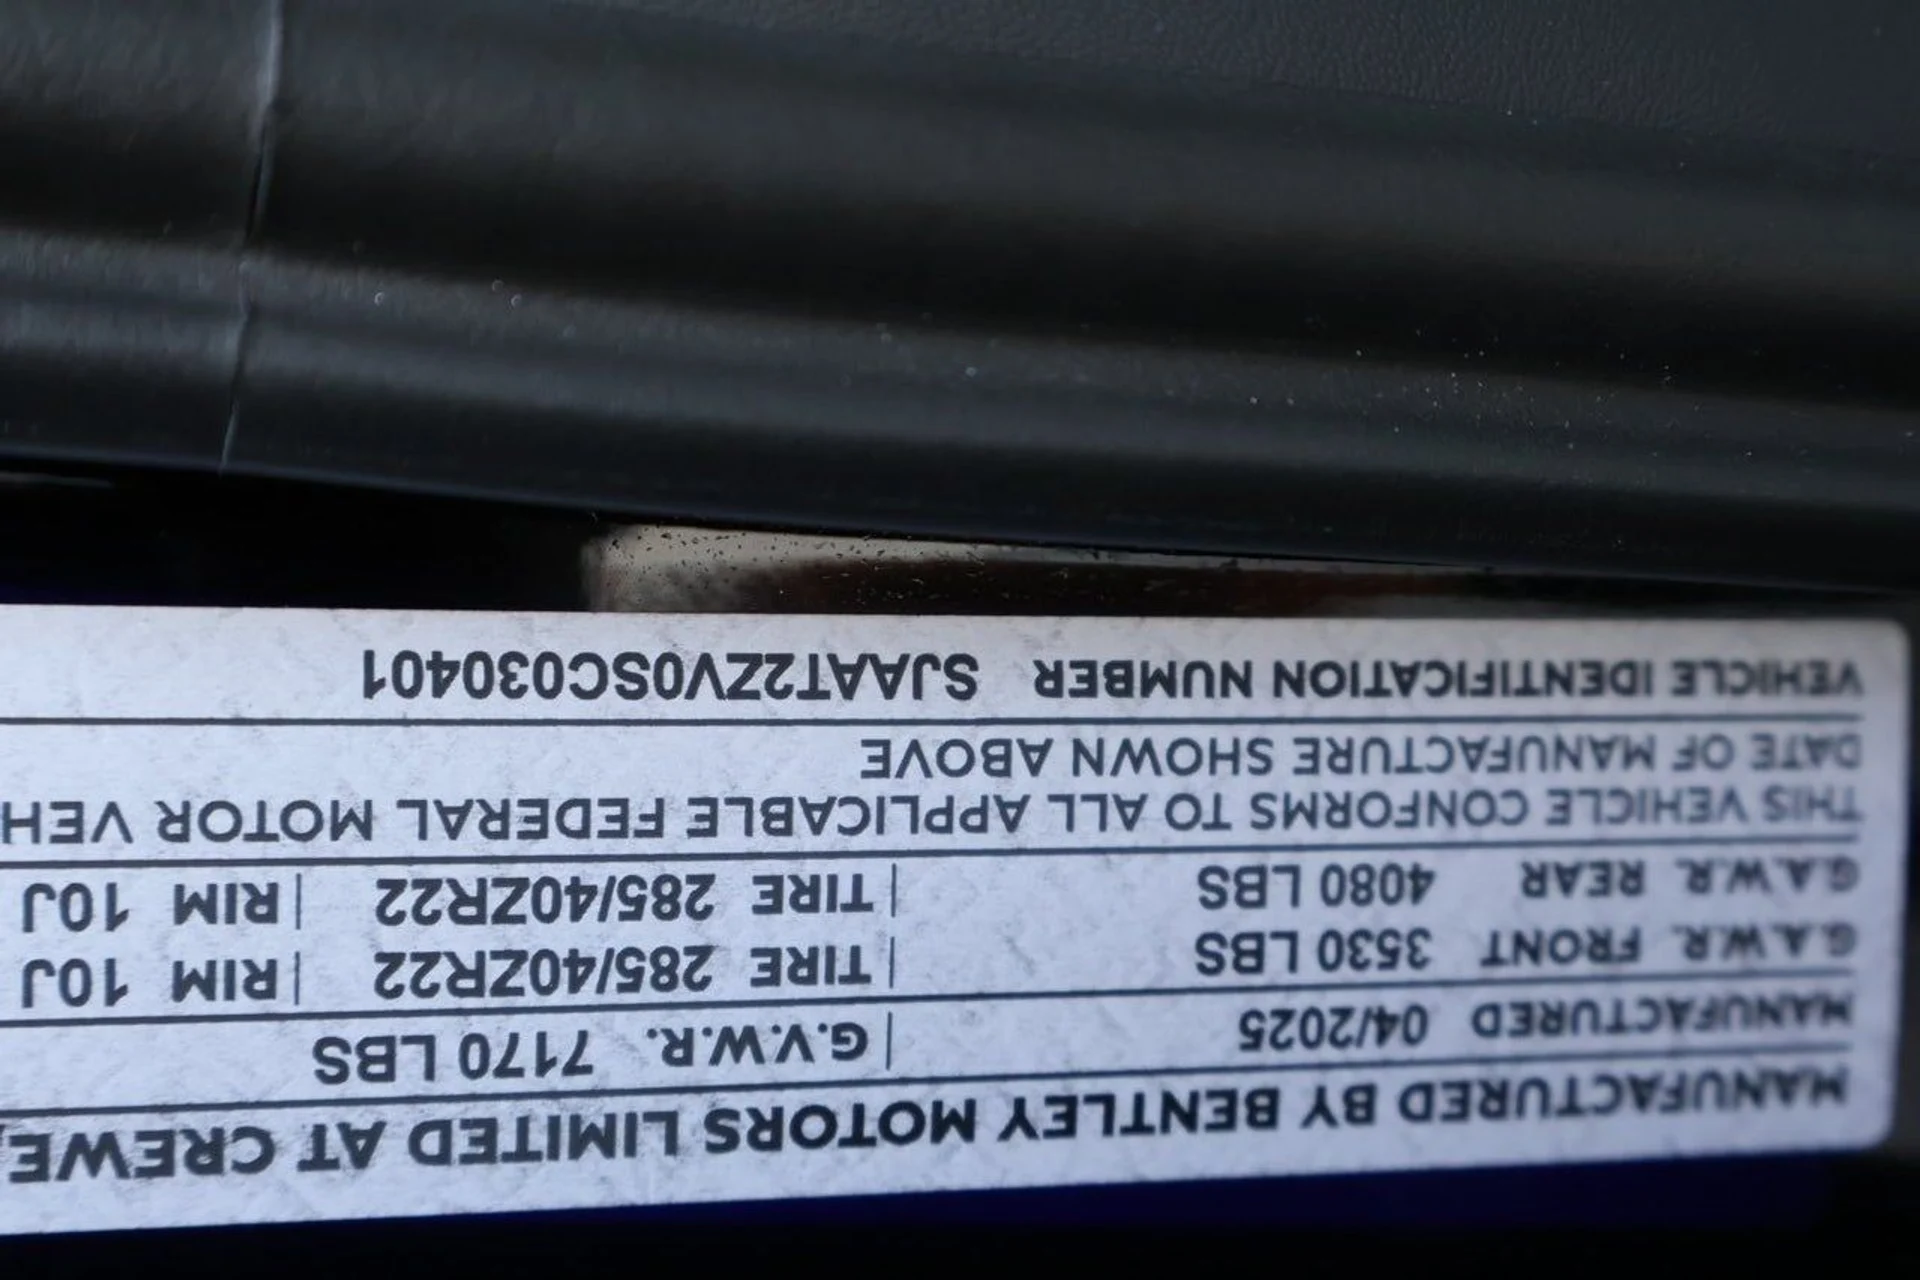 MANUFACTURED BY BENTLEY MOTORS LIMITED AT CREWE,
MANUFACTURED 04/2025 | G.V.W.R. 7170 LBS
G.A.W.R. FRONT 3530 LBS | TIRE 285/40ZR22 | RIM 10J
G.A.W.R. REAR 4080 LBS | TIRE 285/40ZR22 | RIM 10J
THIS VEHICLE CONFORMS TO ALL APPLICABLE FEDERAL MOTOR VEH
DATE OF MANUFACTURE SHOWN ABOVE
VEHICLE IDENTIFICATION NUMBER SJAAT2ZV0SC030401